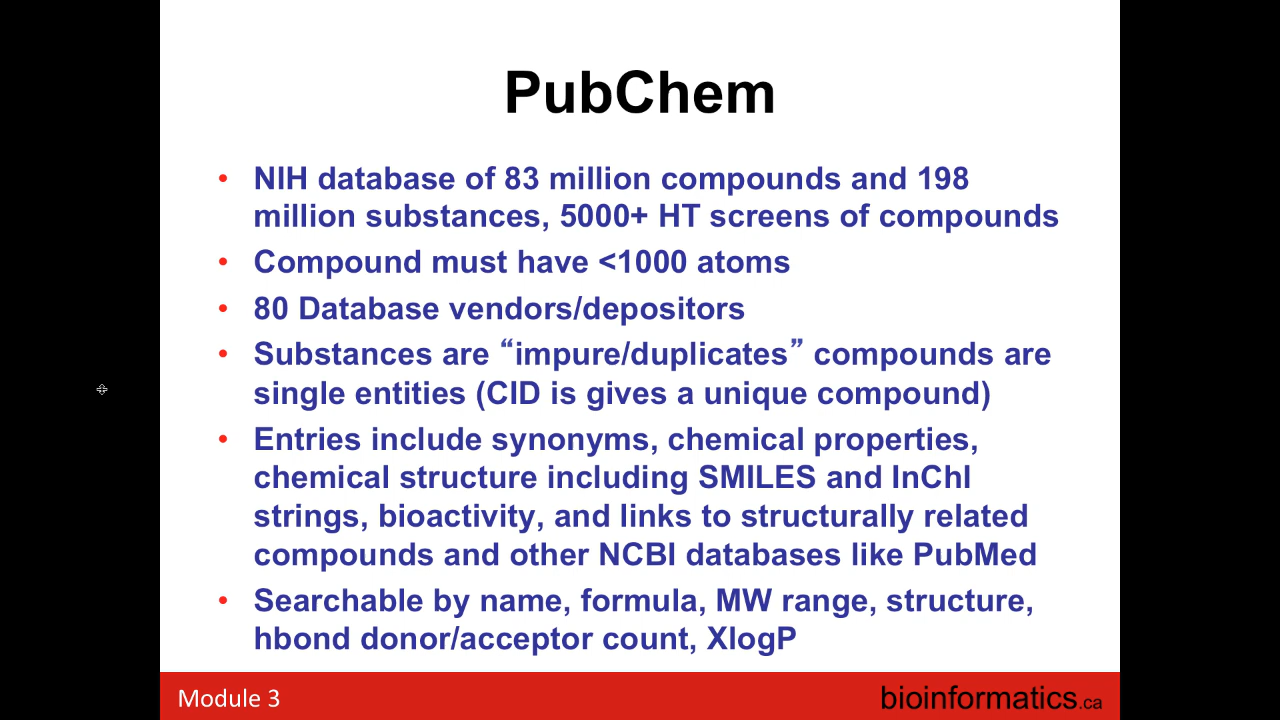 PubChem
• NIH database of 83 million compounds and 198
million substances, 5000+ HT screens of compounds
• Compound must have <1000 atoms
• 80 Database vendors/depositors
• Substances are “impure/duplicates” compounds are
single entities (CID is gives a unique compound)
• Entries include synonyms, chemical properties,
chemical structure including SMILES and InChI
strings, bioactivity, and links to structurally related
compounds and other NCBI databases like PubMed
• Searchable by name, formula, MW range, structure,
hbond donor/acceptor count, XlogP
Module 3
bioinformatics.ca